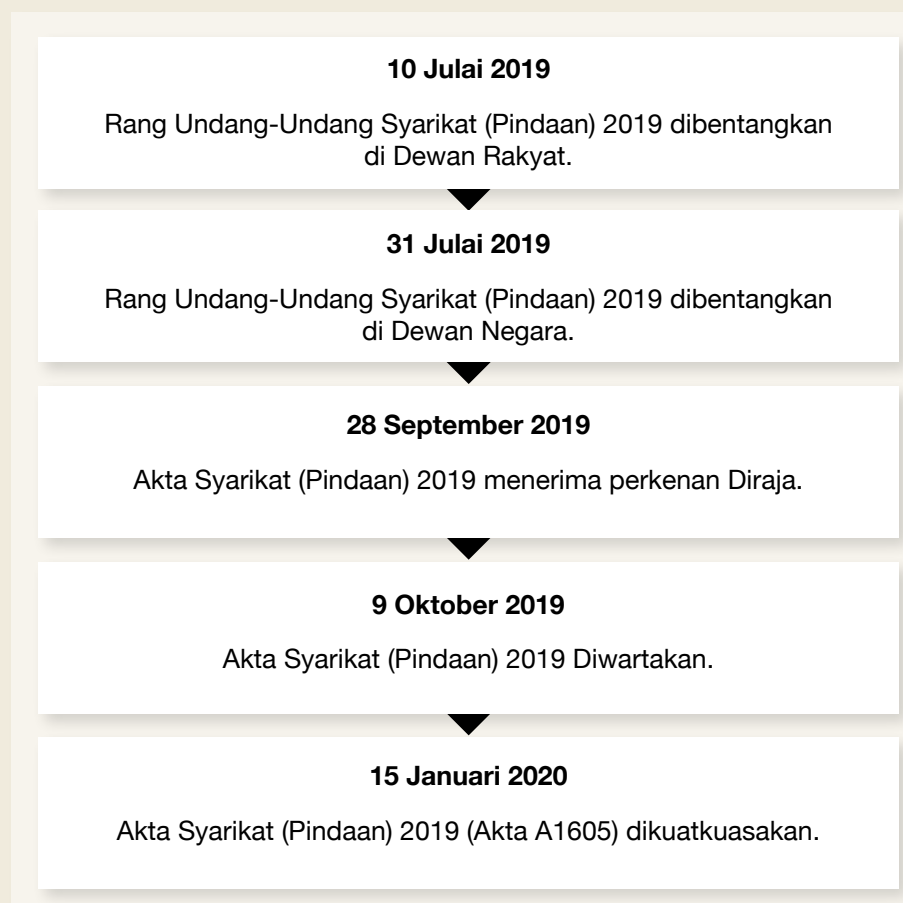 10 Julai 2019
Rang Undang-Undang Syarikat (Pindaan) 2019 dibentangkan
di Dewan Rakyat.
31 Julai 2019
Rang Undang-Undang Syarikat (Pindaan) 2019 dibentangkan
di Dewan Negara.
28 September 2019
Akta Syarikat (Pindaan) 2019 menerima perkenan Diraja.
9 Oktober 2019
Akta Syarikat (Pindaan) 2019 Diwartakan.
15 Januari 2020
Akta Syarikat (Pindaan) 2019 (Akta A1605) dikuatkuasakan.